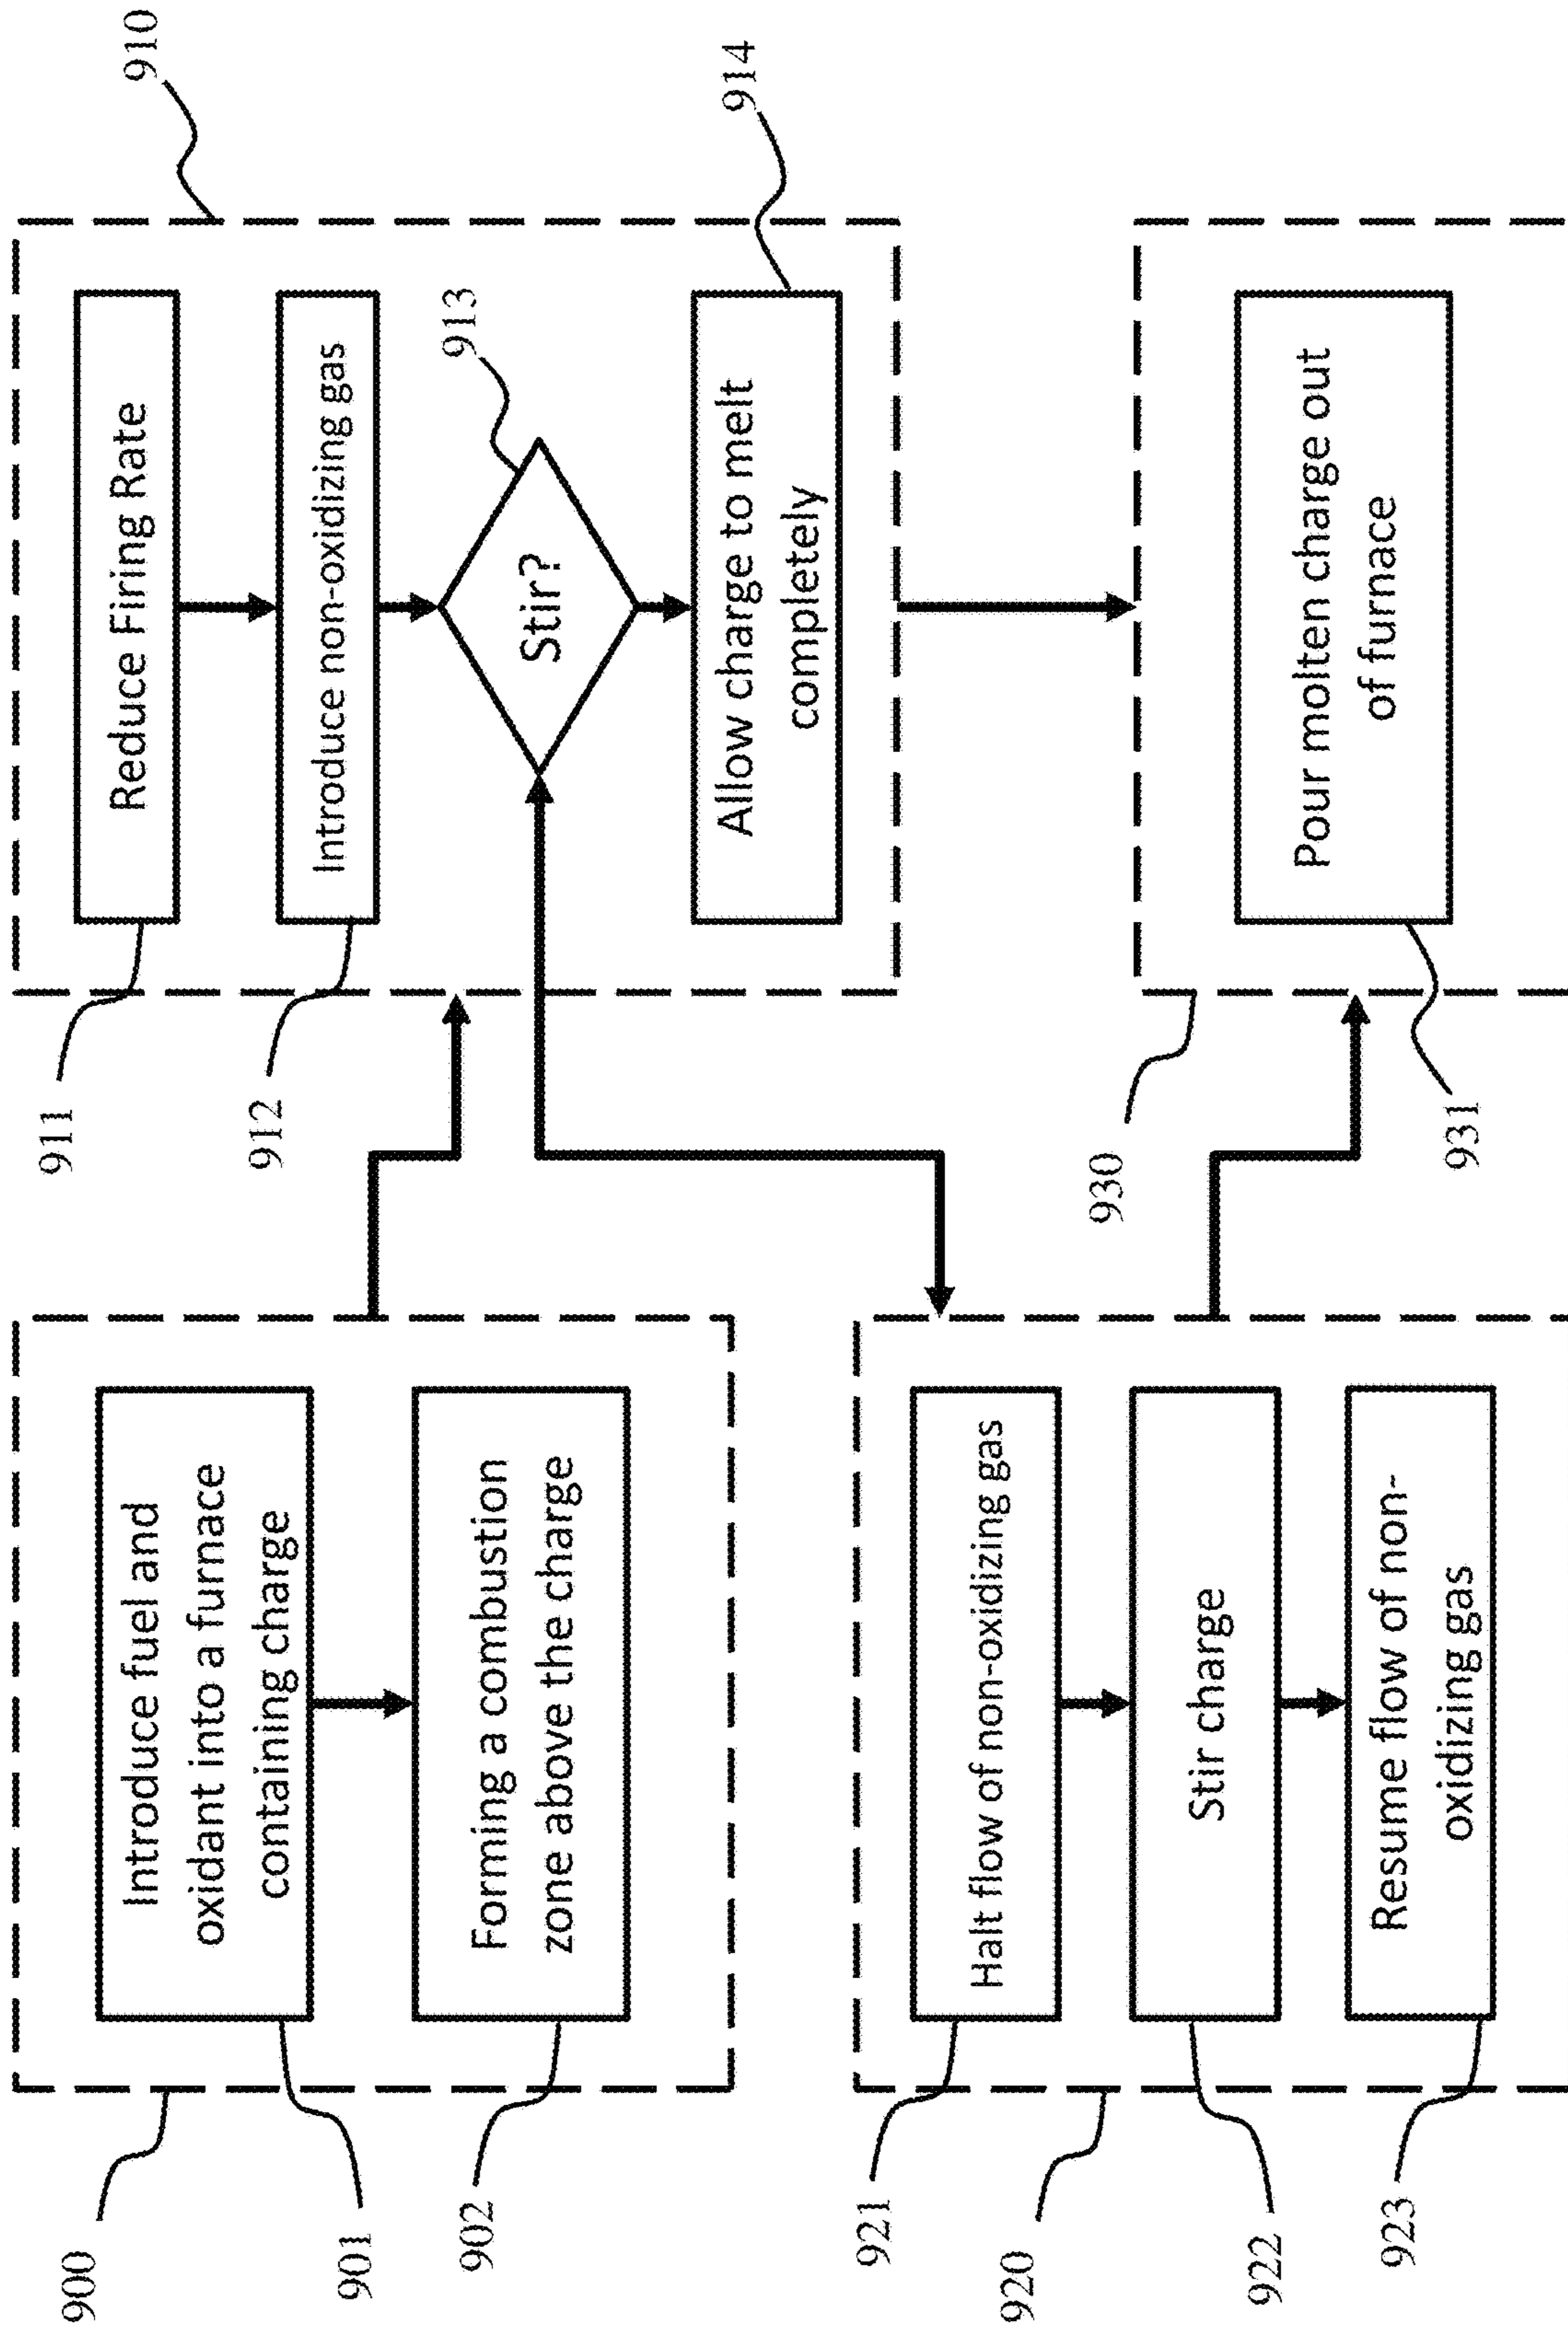 900
901
Introduce fuel and
oxidant into a furnace
containing charge
902
Forming a combustion
zone above the charge
910
911
Reduce Firing Rate
912
Introduce non-oxidizing gas
913
Stir?
914
Allow charge to melt
completely
920
921
Halt flow of non-oxidizing gas
922
Stir charge
923
Resume flow of non-
oxidizing gas
930
931
Pour molten charge out
of furnace